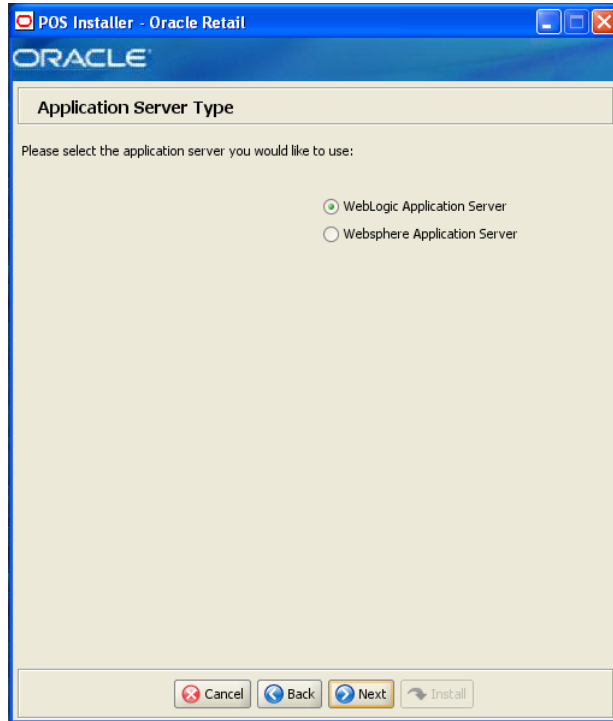 POS Installer - Oracle Retail
ORACLE
Application Server Type
Please select the application server you would like to use:
WebLogic Application Server
Websphere Application Server
Cancel Back Next Install